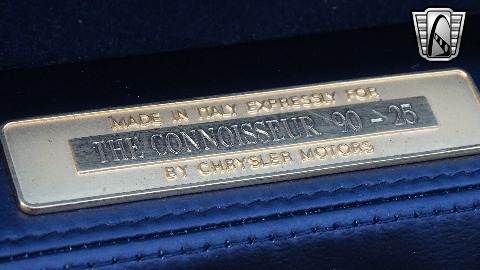 MADE IN ITALY EXPRESSLY FOR
THE CONNOISSEUR 90 - 25
BY CHRYSLER MOTORS